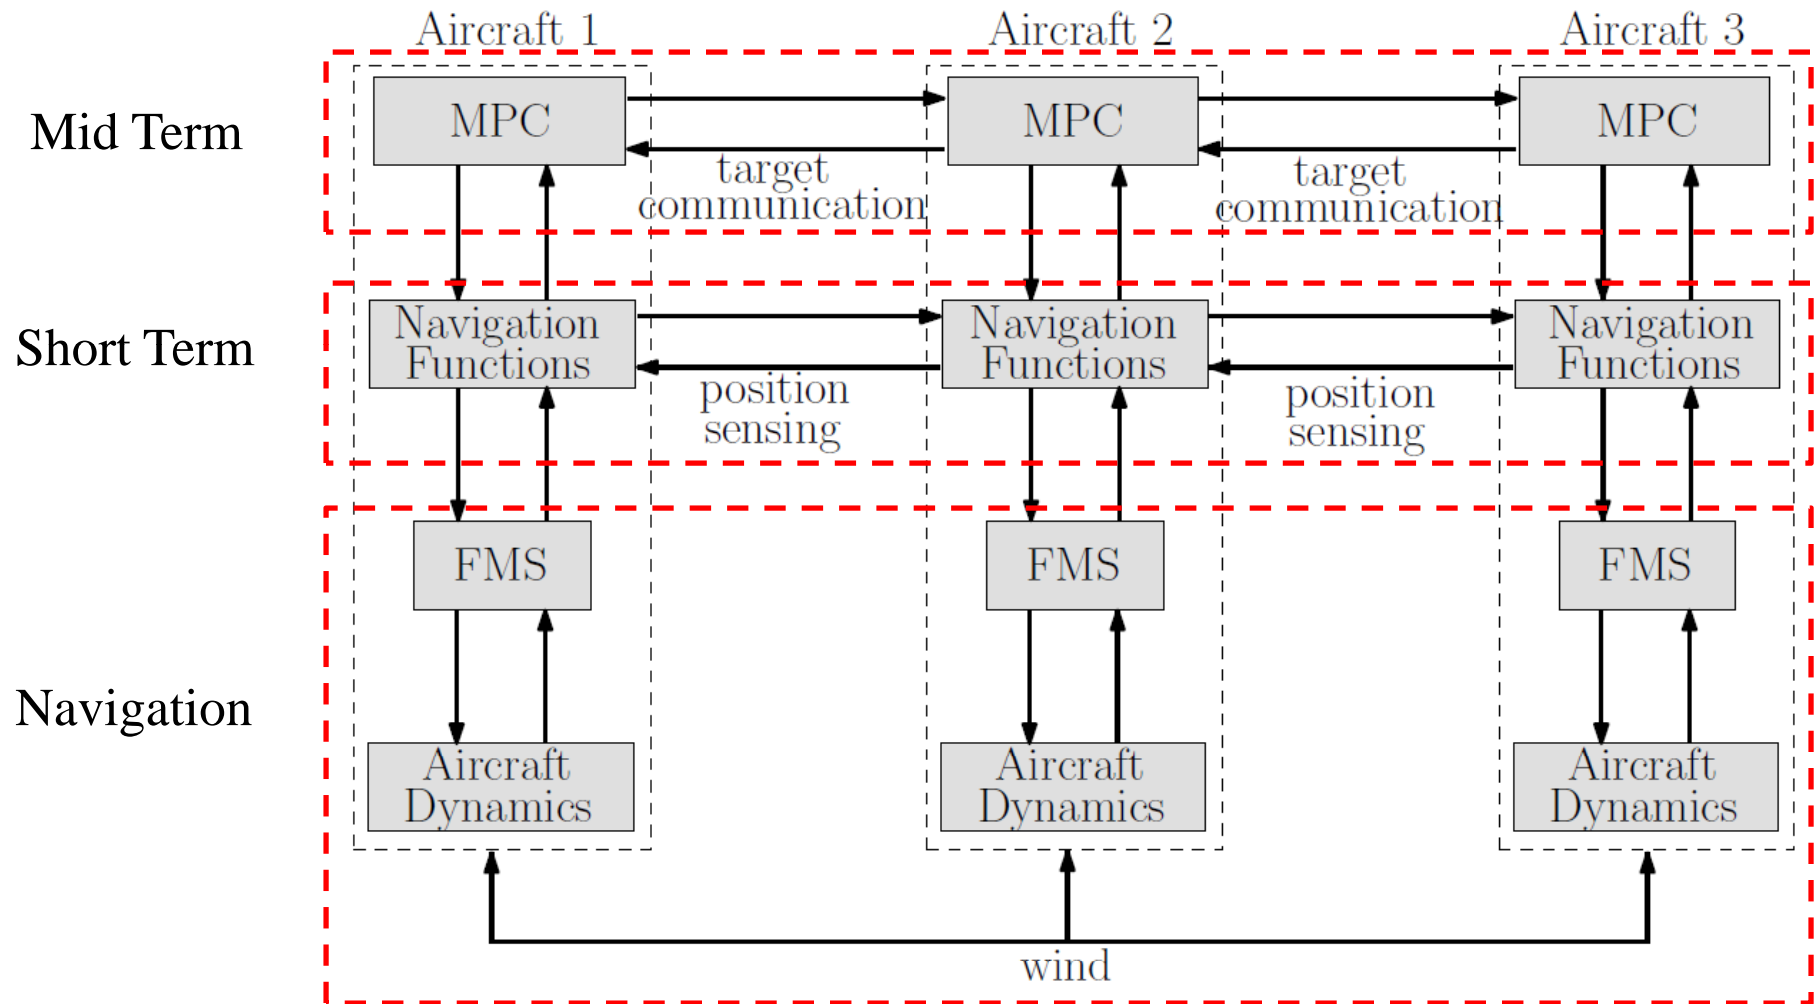 Aircraft 1
Aircraft 2
Aircraft 3
Mid Term
MPC
MPC
MPC
target
communication
target
communication
Short Term
Navigation
Functions
Navigation
Functions
Navigation
Functions
position
sensing
position
sensing
Navigation
FMS
FMS
FMS
Aircraft
Dynamics
Aircraft
Dynamics
Aircraft
Dynamics
wind